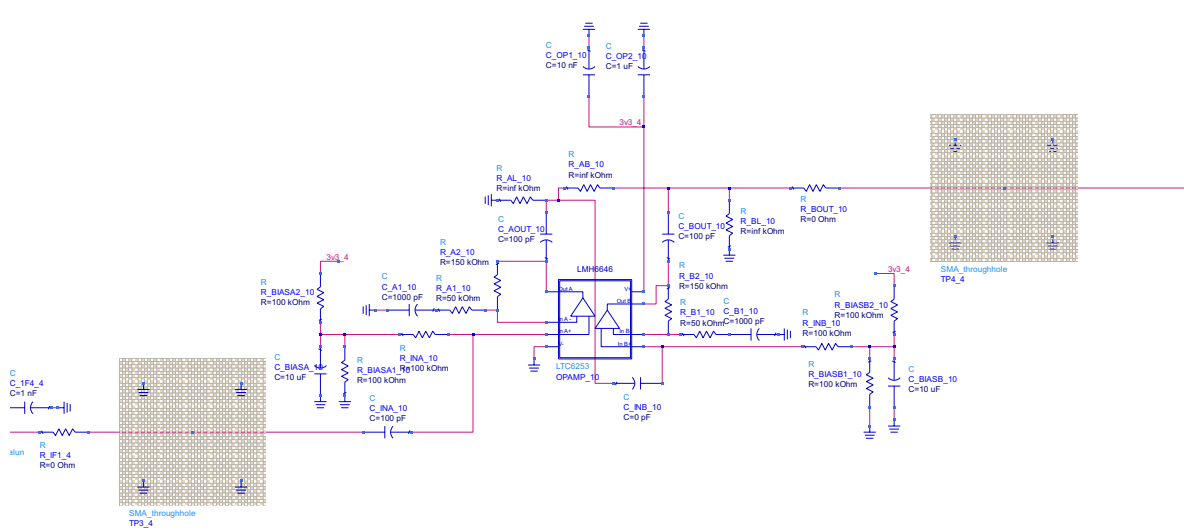 C
C_OP1_10
C=10 nF
C
C_OP2_10
C=1 uF
3v3_4
R
R_AB_10
R=inf kOhm
R
R_AL_10
R=inf kOhm
C
C_AOUT_10
C=100 pF
C
C_BOUT_10
C=100 pF
R
R_BL_10
R=inf kOhm
R
R_BOUT_10
R=0 Ohm
SMA_throughhole
TP4_4
3v3_4
R
R_BIASA2_10
R=100 kOhm
R
R_A2_10
R=150 kOhm
C
C_A1_10
C=1000 pF
R
R_A1_10
R=50 kOhm
LMH6646
Out A
V+
Out B
In A -
In A+
In B
V-
In B+
LTC6253
OPAMP_10
R
R_B2_10
R=150 kOhm
R
R_B1_10
R=50 kOhm
C
C_B1_10
C=1000 pF
3v3_4
R
R_BIASB2_10
R=100 kOhm
R
R_INB_10
R=100 kOhm
R
R_BIASB1_10
R=100 kOhm
C
C_BIASB_10
C=10 uF
C
C_INB_10
C=0 pF
R
R_INA_10
R=100 kOhm
C
C_BIASA_10
C=10 uF
R
R_BIASA1_10
R=100 kOhm
C
C_INA_10
C=100 pF
C
C_1F4_4
C=1 nF
alun
R
R_IF1_4
R=0 Ohm
SMA_throughhole
TP3_4